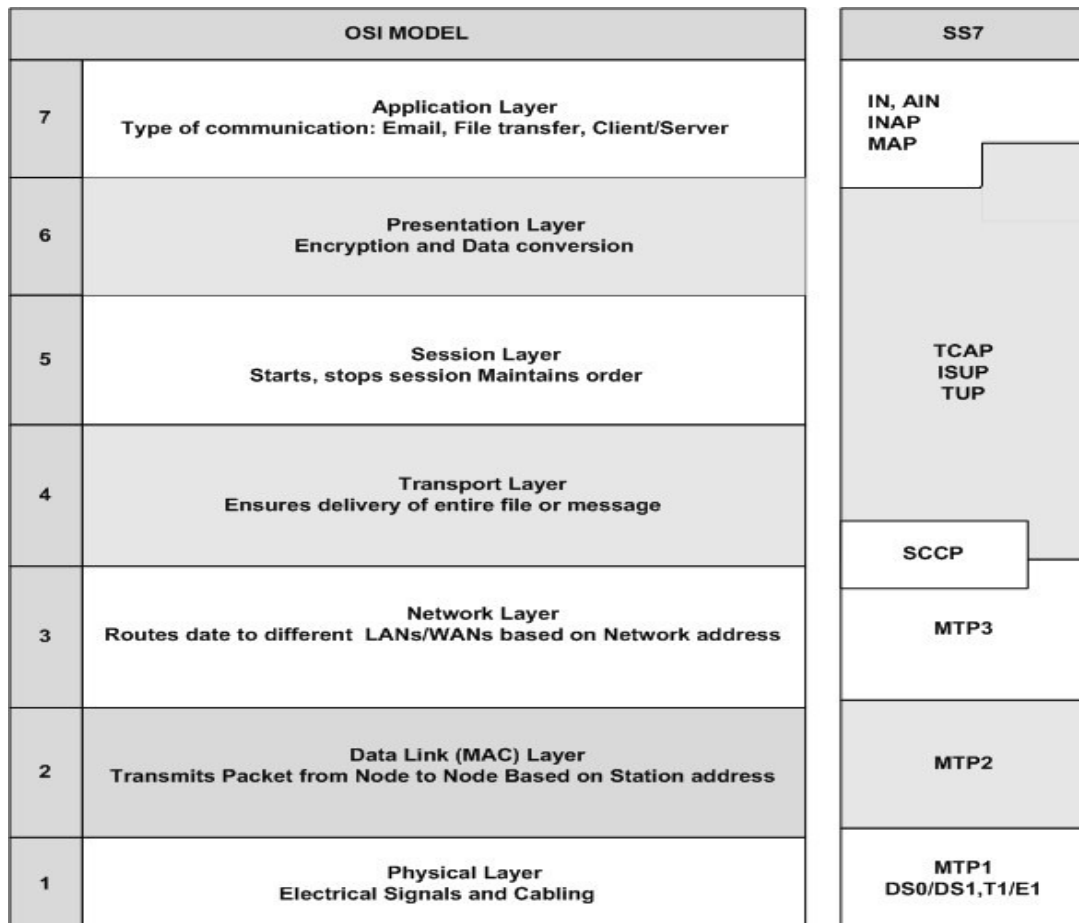 OSI MODEL
7
Application Layer
Type of communication: Email, File transfer, Client/Server
6
Presentation Layer
Encryption and Data conversion
5
Session Layer
Starts, stops session Maintains order
4
Transport Layer
Ensures delivery of entire file or message
3
Network Layer
Routes date to different LANs/WANs based on Network address
2
Data Link (MAC) Layer
Transmits Packet from Node to Node Based on Station address
1
Physical Layer
Electrical Signals and Cabling
SS7
IN, AIN
INAP
MAP
TCAP
ISUP
TUP
SCCP
MTP3
MTP2
MTP1
DS0/DS1,T1/E1